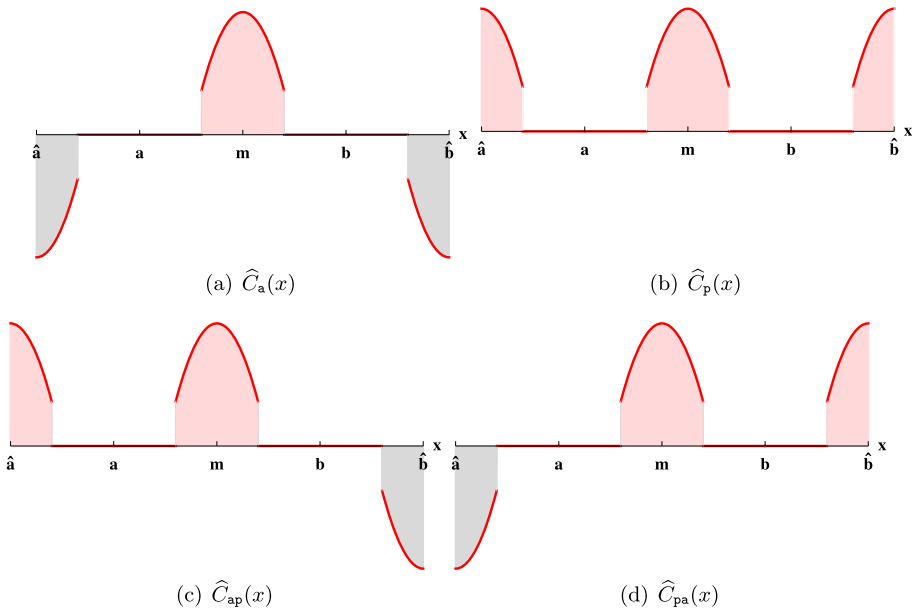 x
â a m b b̂
(a) Ĉₐ(x)
x
â a m b b̂
(b) Ĉₚ(x)
x
â a m b b̂
(c) Ĉₐₚ(x)
x
â a m b b̂
(d) Ĉₚₐ(x)